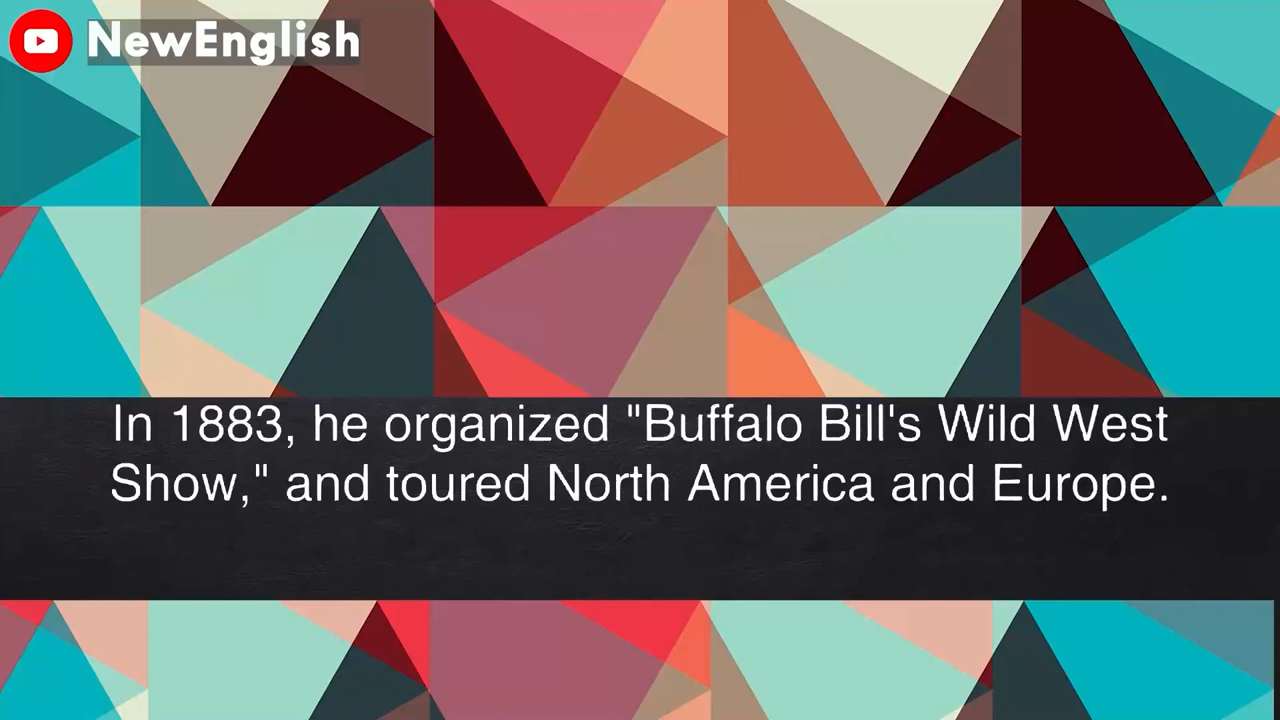 NewEnglish
In 1883, he organized "Buffalo Bill's Wild West
Show," and toured North America and Europe.